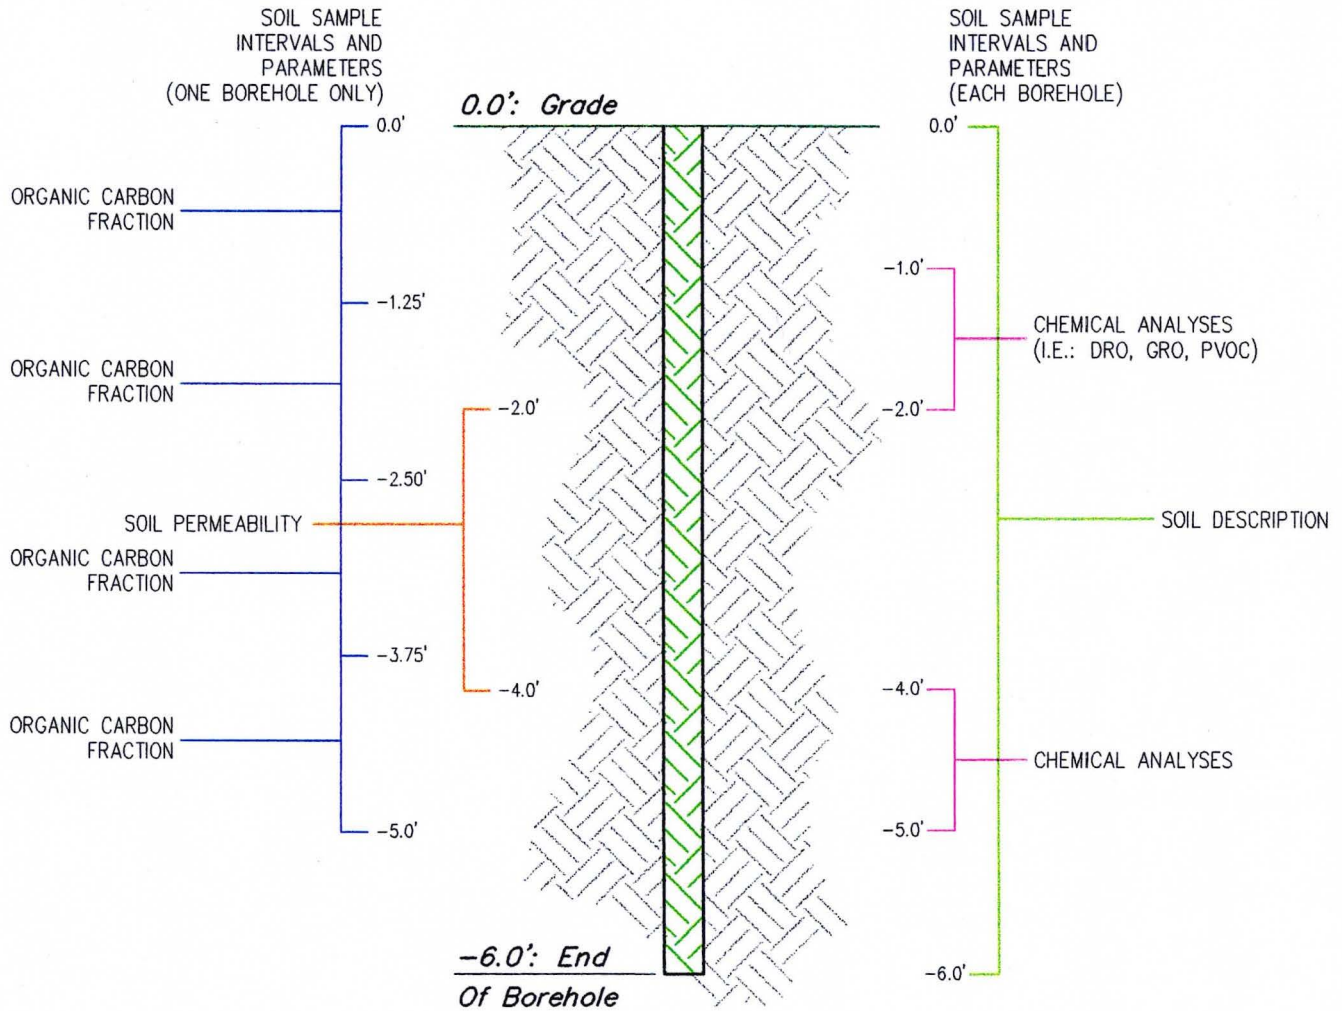 SOIL SAMPLE
INTERVALS AND
PARAMETERS
(ONE BOREHOLE ONLY)
0.0'
ORGANIC CARBON
FRACTION
-1.25'
ORGANIC CARBON
FRACTION
-2.50'
SOIL PERMEABILITY
ORGANIC CARBON
FRACTION
-3.75'
ORGANIC CARBON
FRACTION
-5.0'
-2.0'
-4.0'
0.0': Grade
-6.0': End
Of Borehole
SOIL SAMPLE
INTERVALS AND
PARAMETERS
(EACH BOREHOLE)
0.0'
-1.0'
CHEMICAL ANALYSES
(I.E.: DRO, GRO, PVOC)
-2.0'
SOIL DESCRIPTION
-4.0'
CHEMICAL ANALYSES
-5.0'
-6.0'